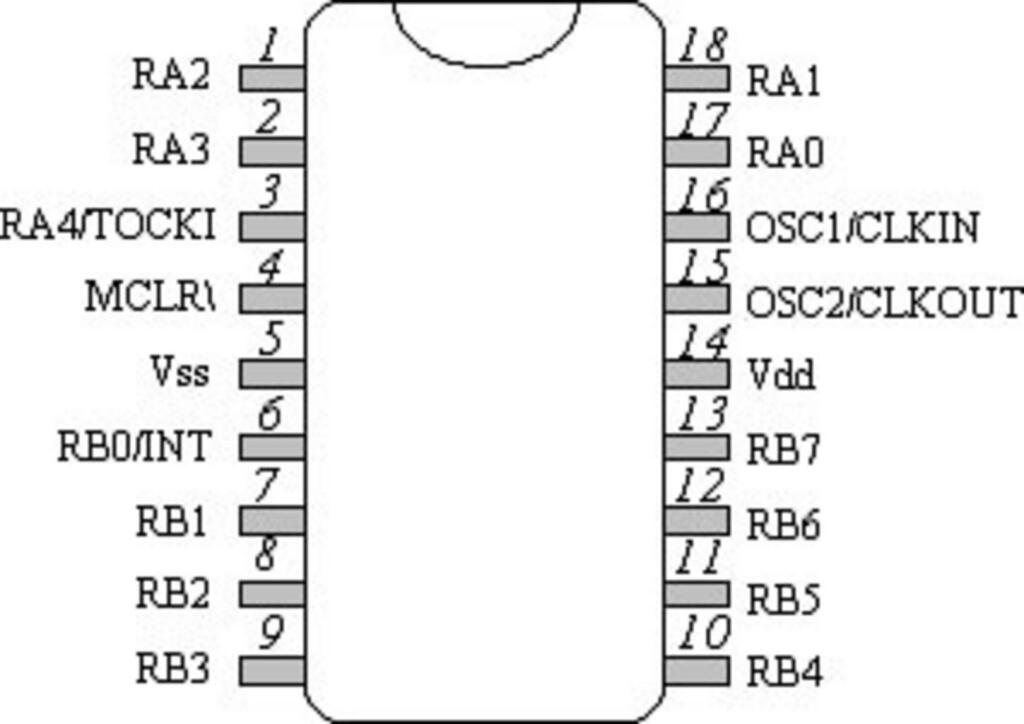 1 18
RA2 RA1
2 17
RA3 RA0
3 16
RA4/TOCKI OSC1/CLKIN
4 15
MCLR\ OSC2/CLKOUT
5 14
Vss Vdd
6 13
RB0/INT RB7
7 12
RB1 RB6
8 11
RB2 RB5
9 10
RB3 RB4